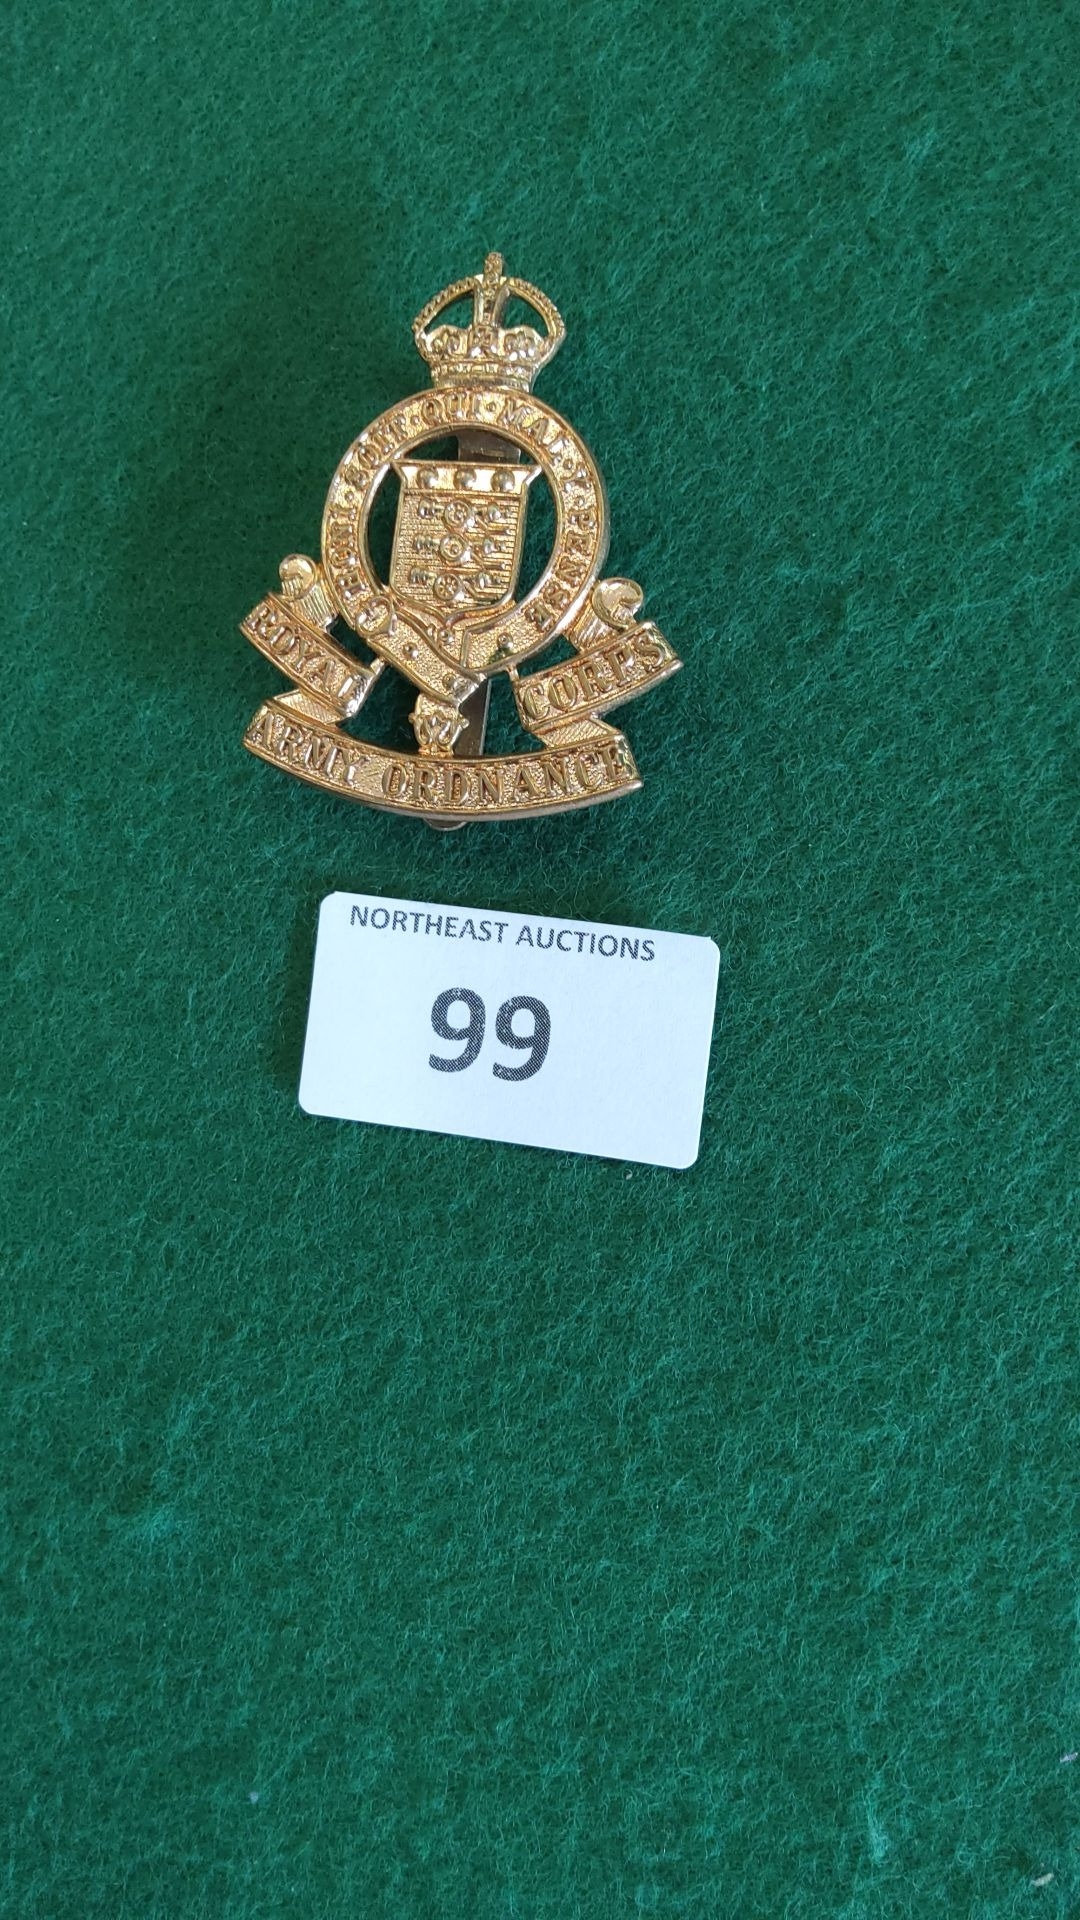 HONI·SOIT·QUI·MAL·Y·PENSE
ROYAL
CORPS
ARMY ORDNANCE
NORTHEAST AUCTIONS
99